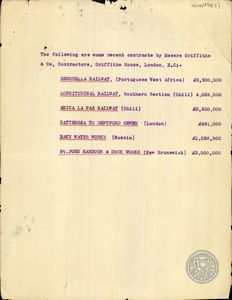 The following are some recent contracts by Messrs Griffiths
& Co, Contractors, Griffiths House, London, E.C:-
BENGUELLA RAILWAY, (Portuguese West Africa) £2,500,000
LONGITUDINAL RAILWAY, Southern Section (Chili) 4,025,000
ARICA LA PAZ RAILWAY (Chili) £2,500,000
BATTERSEA TO DEPTFORD SEWER (London) £451,000
BAKU WATER WORKS (Russia) £1,025,000
St.JOHN HARBOUR & DOCK WORKS (New Brunswick) £3,000,000